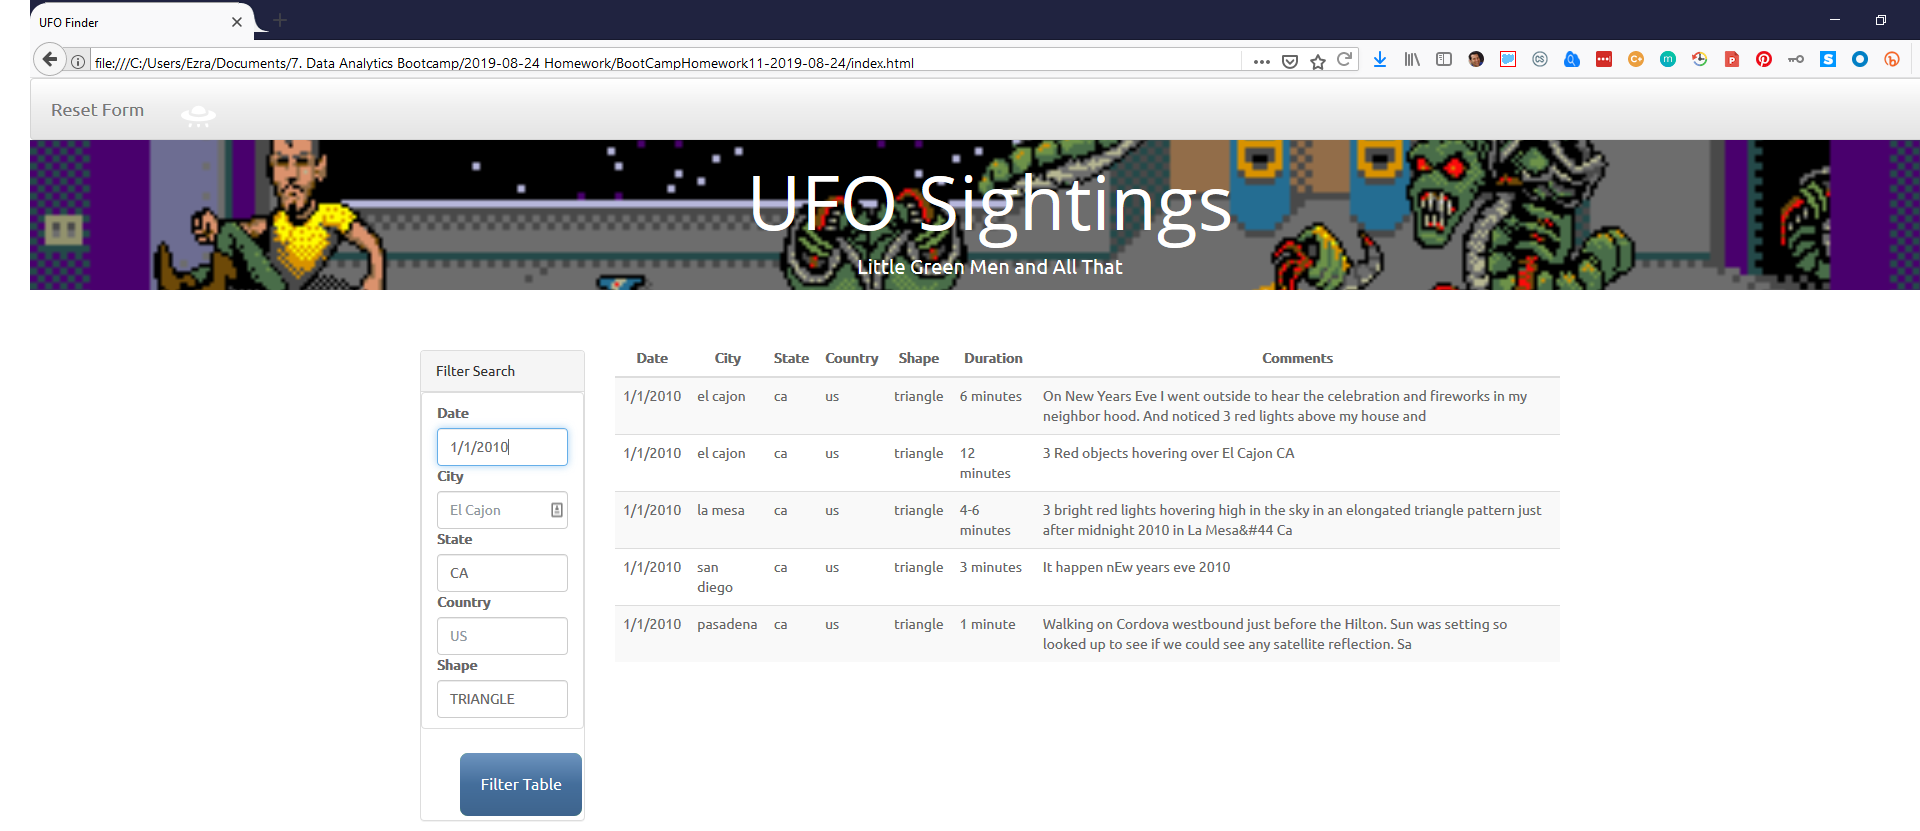 UFO Finder
file:///C:/Users/Ezra/Documents/7. Data Analytics Bootcamp/2019-08-24 Homework/BootCampHomework11-2019-08-24/index.html
Reset Form
UFO Sightings
Little Green Men and All That
Filter Search
Date
1/1/2010
City
El Cajon
State
CA
Country
US
Shape
TRIANGLE
Filter Table
Date City State Country Shape Duration Comments
1/1/2010 el cajon ca us triangle 6 minutes On New Years Eve I went outside to hear the celebration and fireworks in my
neighbor hood. And noticed 3 red lights above my house and
1/1/2010 el cajon ca us triangle 12 3 Red objects hovering over El Cajon CA
minutes
1/1/2010 la mesa ca us triangle 4-6 3 bright red lights hovering high in the sky in an elongated triangle pattern just
minutes after midnight 2010 in La Mesa&#44 Ca
1/1/2010 san ca us triangle 3 minutes It happen nEw years eve 2010
diego
1/1/2010 pasadena ca us triangle 1 minute Walking on Cordova westbound just before the Hilton. Sun was setting so
looked up to see if we could see any satellite reflection. Sa